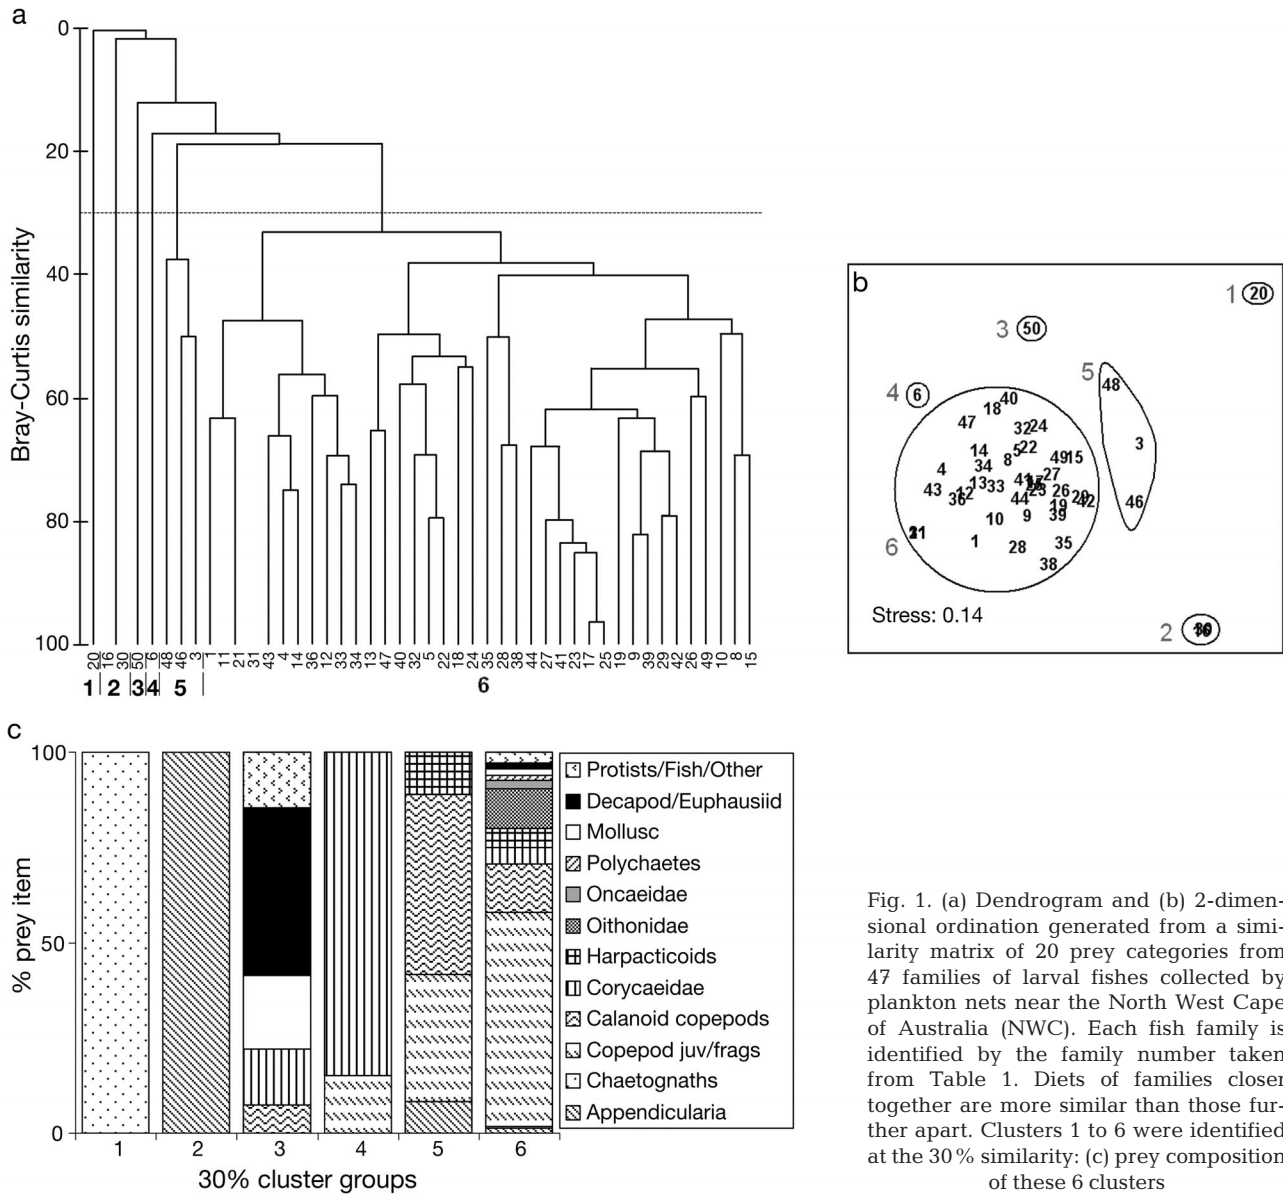 a
0
20
40
60
80
100
Bray-Curtis similarity
20 16 30 50 6 48 46 3 1 11 21 31 43 4 14 36 12 33 34 13 47 40 32 5 22 18 24 35 28 38 44 27 41 23 17 25 19 9 39 29 42 26 49 10 8 15
1 2 3 4 5 6
b
1 20
3 50
5
48
4 6
40
18
47
32 24
3
14
5 22
8
49 15
34
4
27
13 33
41
43
12
36
23
26
44
19
42
46
10
9
39
1
28
35
6
38
Stress: 0.14
2
c
100
50
0
% prey item
1 2 3 4 5 6
30% cluster groups
Protists/Fish/Other
Decapod/Euphausiid
Mollusc
Polychaetes
Oncaeidae
Oithonidae
Harpacticoids
Corycaeidae
Calanoid copepods
Copepod juv/frags
Chaetognaths
Appendicularia
Fig. 1. (a) Dendrogram and (b) 2-dimen-
sional ordination generated from a simi-
larity matrix of 20 prey categories from
47 families of larval fishes collected by
plankton nets near the North West Cape
of Australia (NWC). Each fish family is
identified by the family number taken
from Table 1. Diets of families closer
together are more similar than those fur-
ther apart. Clusters 1 to 6 were identified
at the 30% similarity: (c) prey composition
of these 6 clusters